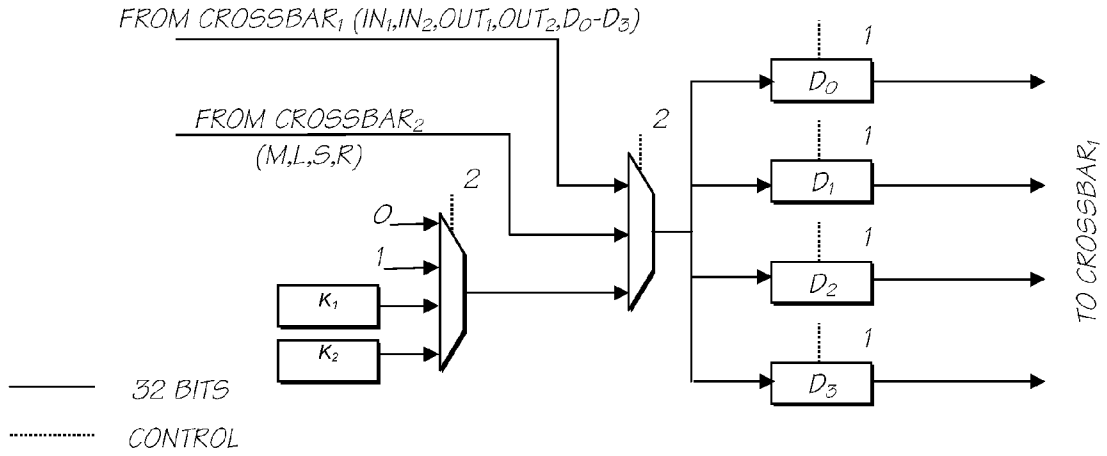 FROM CROSSBAR₁ (IN₁,IN₂,OUT₁,OUT₂,D₀-D₃)
1
D₀
FROM CROSSBAR₂
(M,L,S,R)
2
1
D₁
2
0
1
K₁
K₂
1
D₂
1
D₃
TO CROSSBAR₁
32 BITS
CONTROL